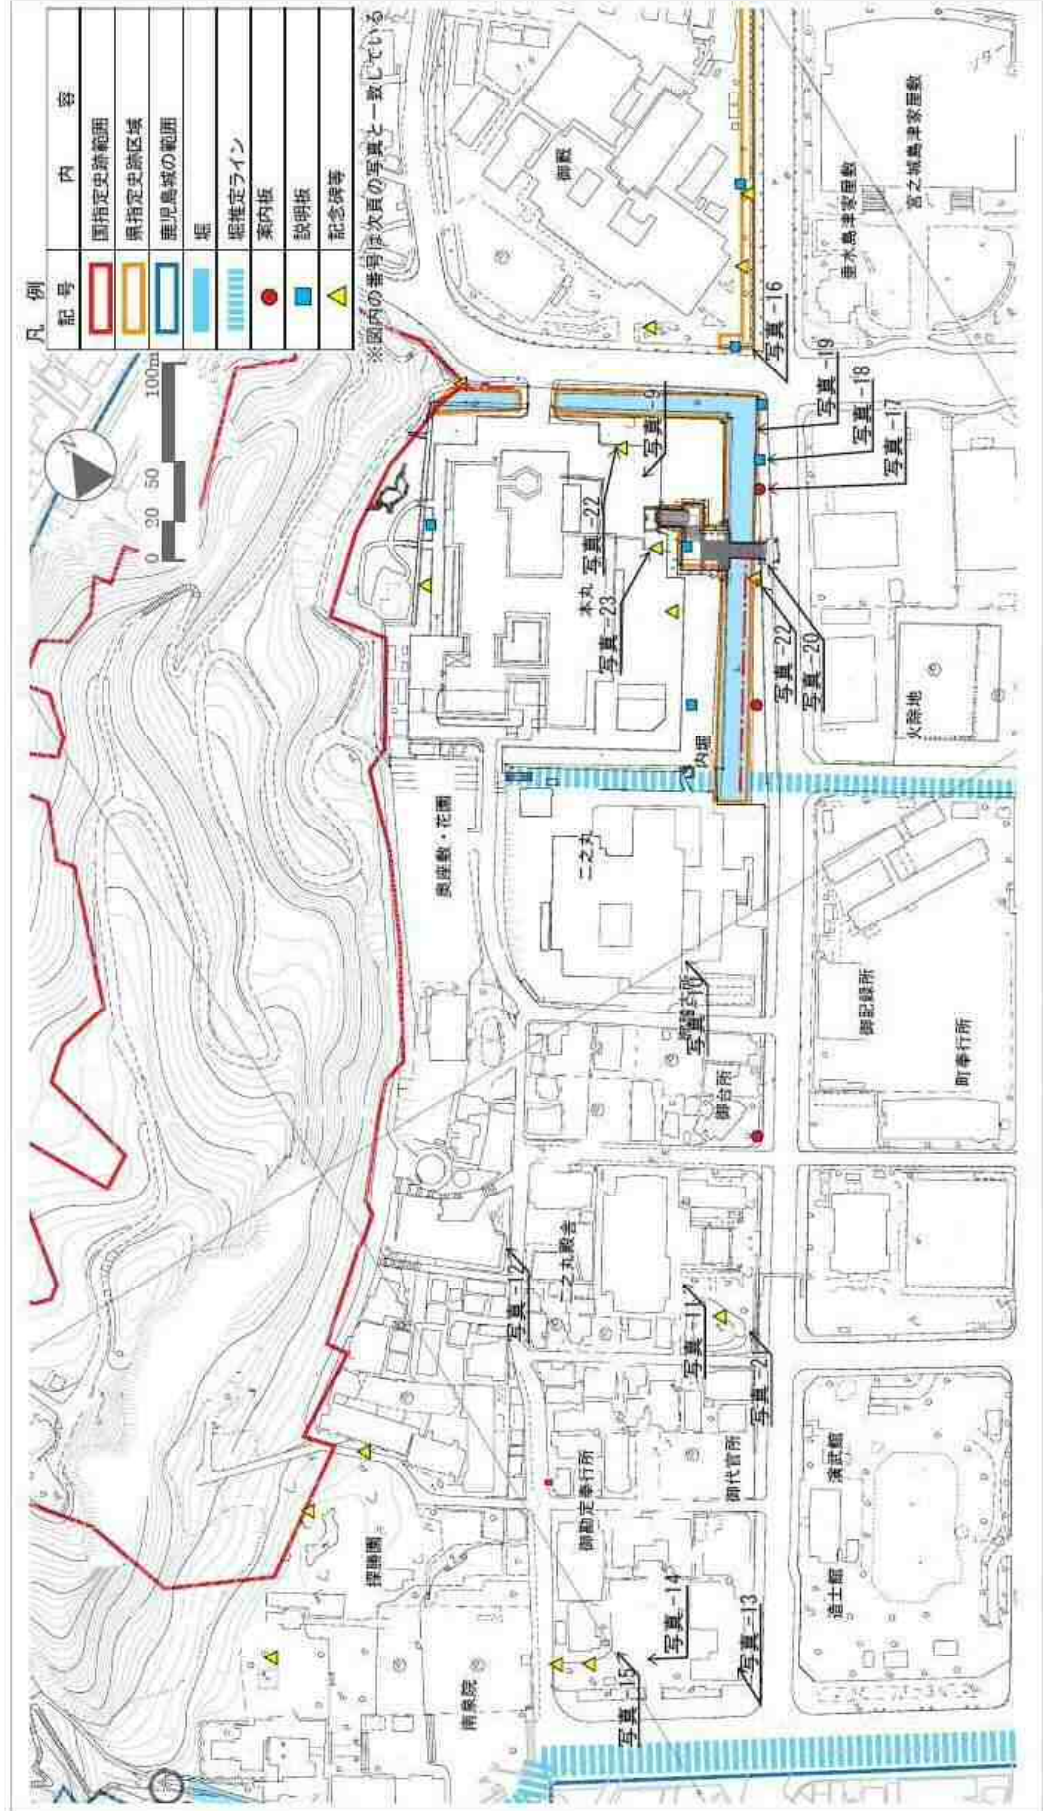 凡例
記号 内容
国指定史跡範囲
県指定史跡区域
鹿児島城の範囲
堀
堀推定ライン
案内板
説明板
記念碑等
※図内の番号は次頁の写真と一致している
0 20 50 100m
御厩
垂水島津家屋敷
宮之城島津家屋敷
写真-16
写真-9
写真-19
写真-18
写真-17
写真-22
本丸
写真-23
写真-22
写真-20
火除地
内堀
奥座敷・花園
二之丸
写真-10
御記録所
町奉行所
御台所
二之丸殿舎
写真-12
写真-11
写真-21
御勘定奉行所
御代官所
演武館
造士館
探勝園
南泉院
写真-14
写真-13
写真-15